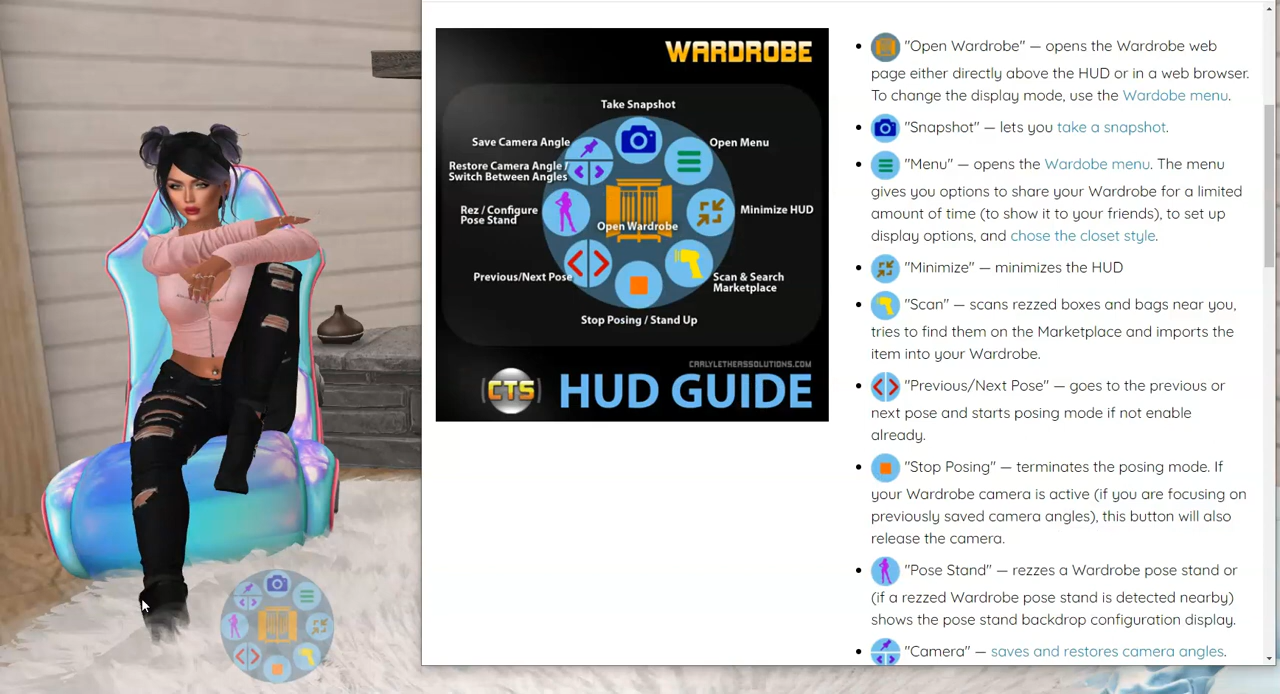 WARDROBE
Take Snapshot
Save Camera Angle
Open Menu
Restore Camera Angle /
Switch Between Angles
Rez / Configure
Pose Stand
Minimize HUD
Open Wardrobe
Previous/Next Pose
Scan & Search
Marketplace
Stop Posing / Stand Up
CARLYLETHEASSOLUTIONS.COM
(CTS) HUD GUIDE
• "Open Wardrobe" — opens the Wardrobe web
page either directly above the HUD or in a web browser.
To change the display mode, use the Wardobe menu.
• "Snapshot" — lets you take a snapshot.
• "Menu" — opens the Wardobe menu. The menu
gives you options to share your Wardrobe for a limited
amount of time (to show it to your friends), to set up
display options, and chose the closet style.
• "Minimize" — minimizes the HUD
• "Scan" — scans rezzed boxes and bags near you,
tries to find them on the Marketplace and imports the
item into your Wardrobe.
• "Previous/Next Pose" — goes to the previous or
next pose and starts posing mode if not enable
already.
• "Stop Posing" — terminates the posing mode. If
your Wardrobe camera is active (if you are focusing on
previously saved camera angles), this button will also
release the camera.
• "Pose Stand" — rezzes a Wardrobe pose stand or
(if a rezzed Wardrobe pose stand is detected nearby)
shows the pose stand backdrop configuration display.
• "Camera" — saves and restores camera angles.